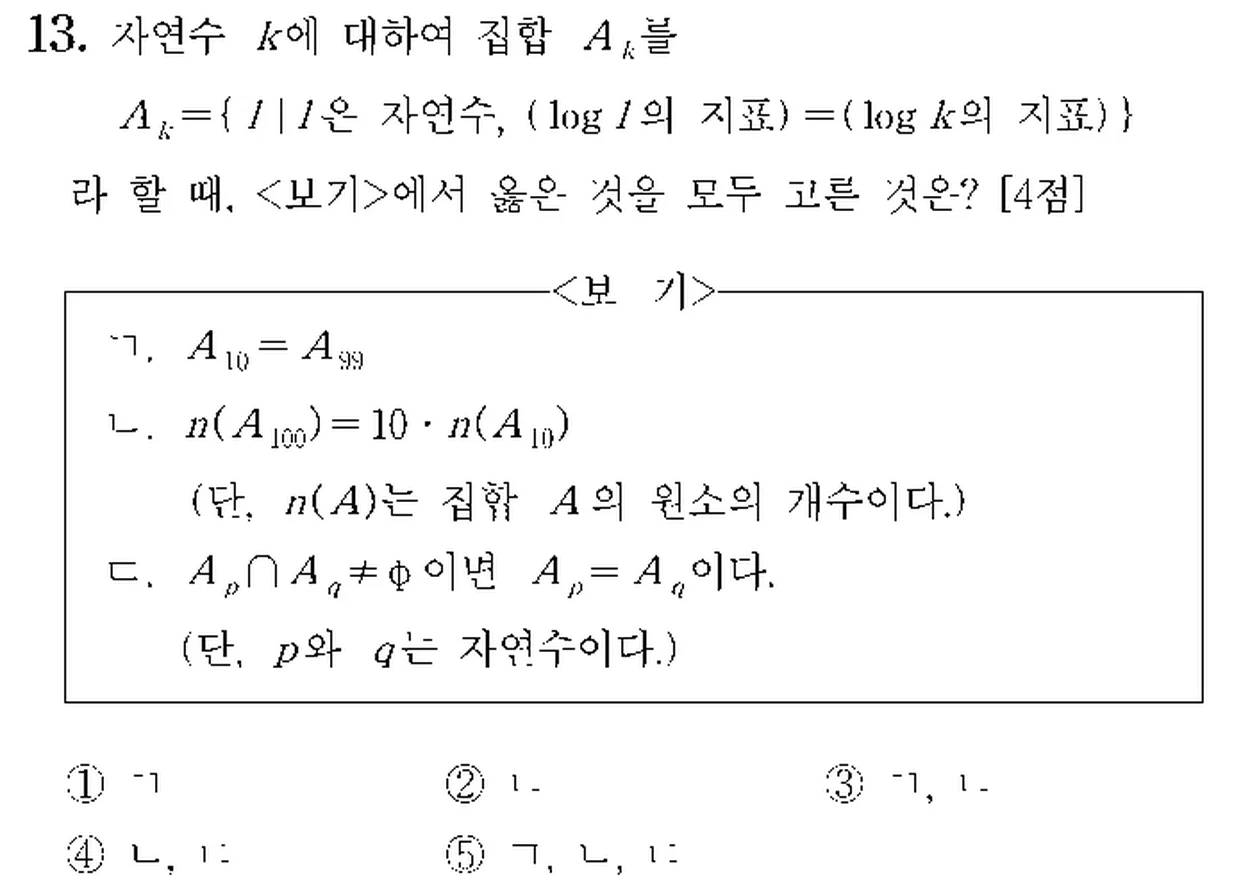 13. 자연수 k에 대하여 집합 A_k를
A_k={ l | l은 자연수, ( log l의 지표) =( log k의 지표) }
라 할 때, <보기>에서 옳은 것을 모두 고른 것은? [4점]
<보 기>
ㄱ. A_10 = A_99
ㄴ. n(A_100) = 10 · n(A_10)
(단, n(A)는 집합 A의 원소의 개수이다.)
ㄷ. A_p ∩ A_q ≠ Φ 이면 A_p = A_q 이다.
(단, p와 q는 자연수이다.)
① ㄱ ② ㄴ ③ ㄱ, ㄴ
④ ㄴ, ㄷ ⑤ ㄱ, ㄴ, ㄷ